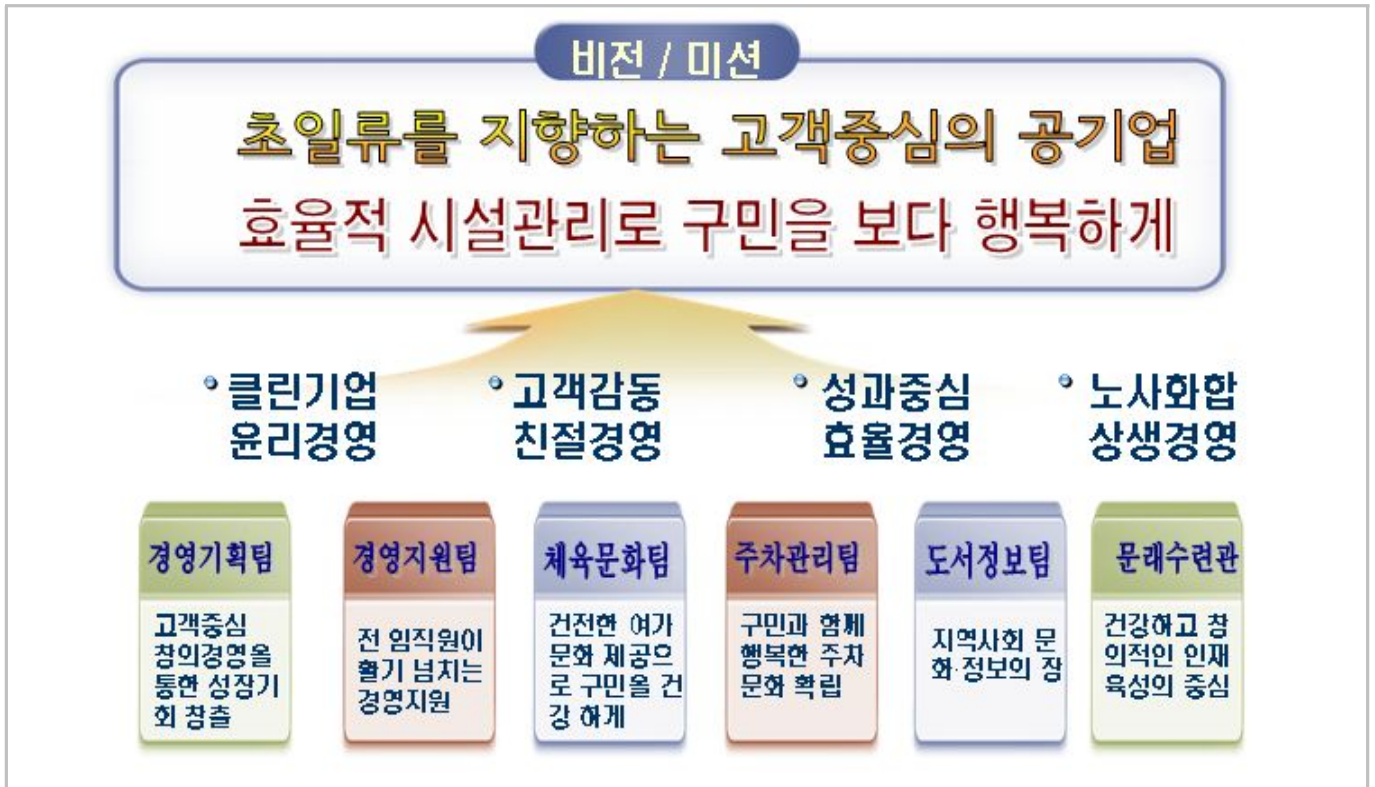 비전 / 미션
초일류를 지향하는 고객중심의 공기업
효율적 시설관리로 구민을 보다 행복하게
클린기업
윤리경영
고객감동
친절경영
성과중심
효율경영
노사화합
상생경영
경영기획팀
고객중심
창의경영을
통한 성장기
회 창출
경영지원팀
전 임직원이
활기 넘치는
경영지원
체육문화팀
건전한 여가
문화 제공으
로 구민을 건
강 하게
주차관리팀
구민과 함께
행복한 주차
문화 확립
도서정보팀
지역사회 문
화·정보의 장
문래수련관
건강하고 창
의적인 인재
육성의 중심